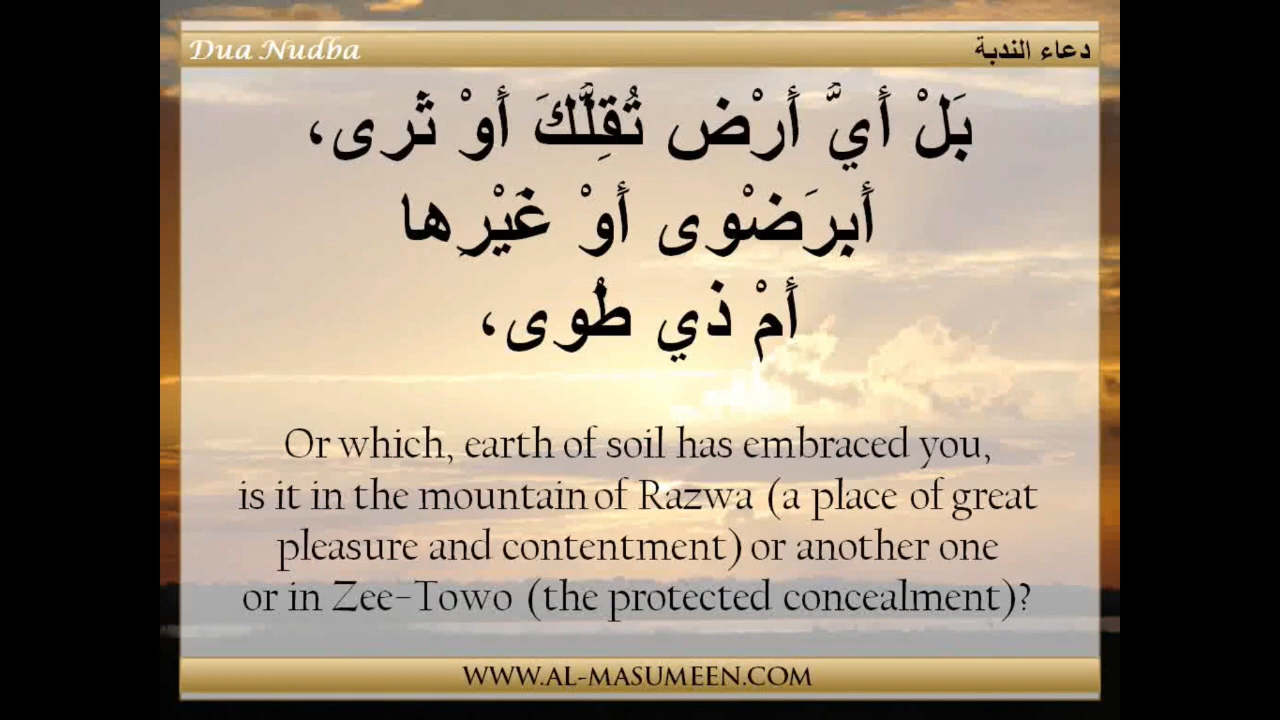 Dua Nudba
دعاء الندبة
بَلْ أَيُّ أَرْض تُقِلُّكَ أَوْ ثَرى،
أَبِرَضْوى أَوْ غَيْرِها
أَمْ ذي طُوى،
Or which, earth of soil has embraced you,
is it in the mountain of Razwa (a place of great
pleasure and contentment) or another one
or in Zee-Towo (the protected concealment)?
WWW.AL-MASUMEEN.COM